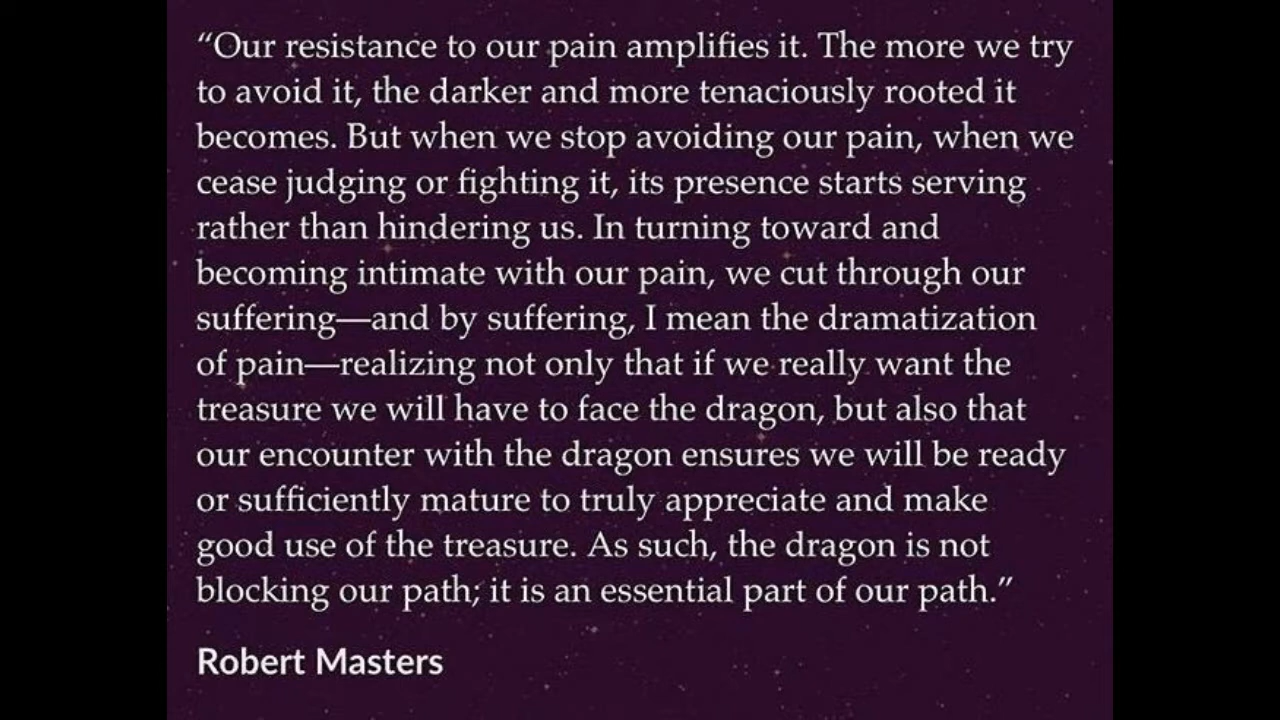 “Our resistance to our pain amplifies it. The more we try
to avoid it, the darker and more tenaciously rooted it
becomes. But when we stop avoiding our pain, when we
cease judging or fighting it, its presence starts serving
rather than hindering us. In turning toward and
becoming intimate with our pain, we cut through our
suffering—and by suffering, I mean the dramatization
of pain—realizing not only that if we really want the
treasure we will have to face the dragon, but also that
our encounter with the dragon ensures we will be ready
or sufficiently mature to truly appreciate and make
good use of the treasure. As such, the dragon is not
blocking our path; it is an essential part of our path.”
Robert Masters